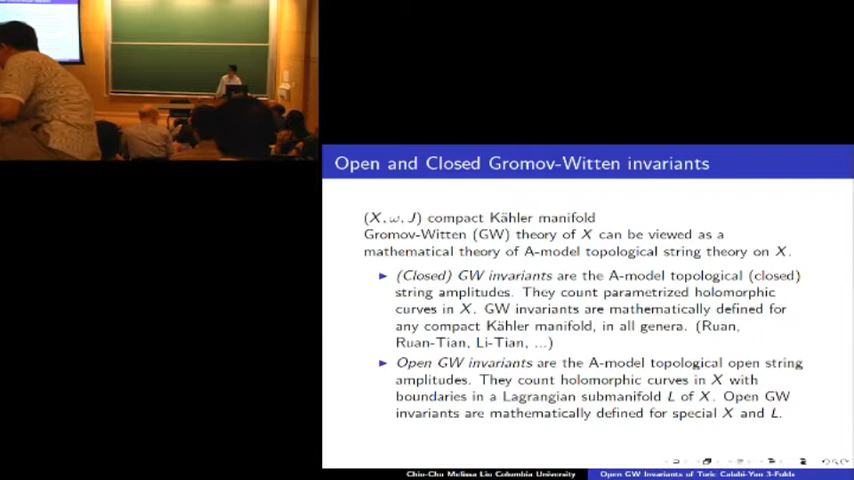 Open and Closed Gromov-Witten invariants
(X, ω, J) compact Kähler manifold
Gromov-Witten (GW) theory of X can be viewed as a
mathematical theory of A-model topological string theory on X.
▶ (Closed) GW invariants are the A-model topological (closed)
string amplitudes. They count parametrized holomorphic
curves in X. GW invariants are mathematically defined for
any compact Kähler manifold, in all genera. (Ruan,
Ruan-Tian, Li-Tian, ...)
▶ Open GW invariants are the A-model topological open string
amplitudes. They count holomorphic curves in X with
boundaries in a Lagrangian submanifold L of X. Open GW
invariants are mathematically defined for special X and L.
Chiu-Chu Melissa Liu Columbia University
Open GW Invariants of Toric Calabi-Yau 3-Folds